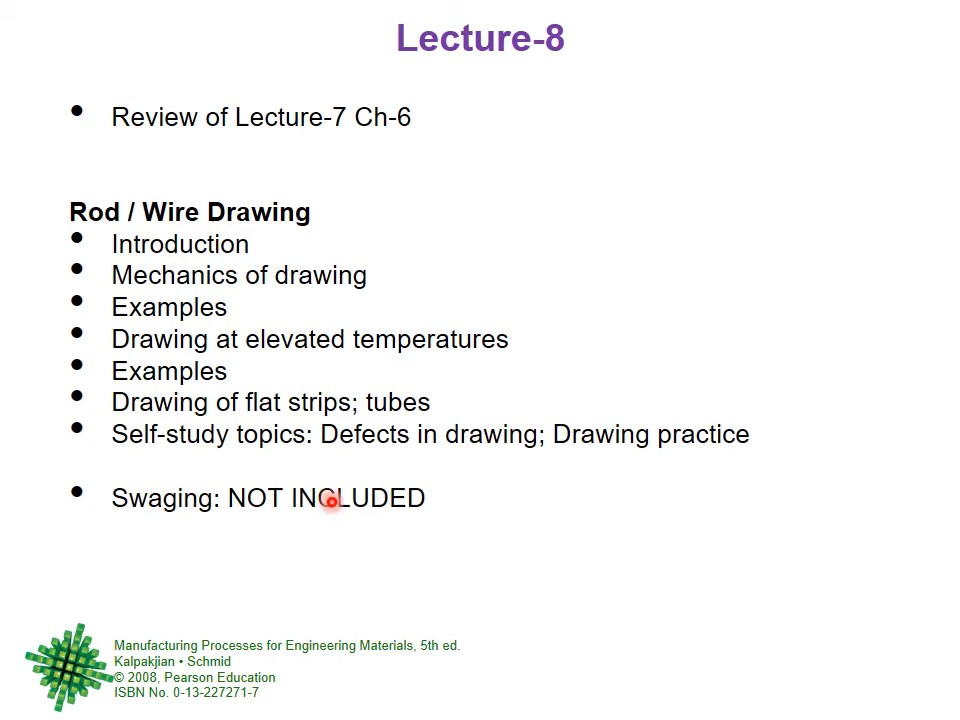 Lecture-8
• Review of Lecture-7 Ch-6
Rod / Wire Drawing
• Introduction
• Mechanics of drawing
• Examples
• Drawing at elevated temperatures
• Examples
• Drawing of flat strips; tubes
• Self-study topics: Defects in drawing; Drawing practice
• Swaging: NOT INCLUDED
Manufacturing Processes for Engineering Materials, 5th ed.
Kalpakjian • Schmid
© 2008, Pearson Education
ISBN No. 0-13-227271-7